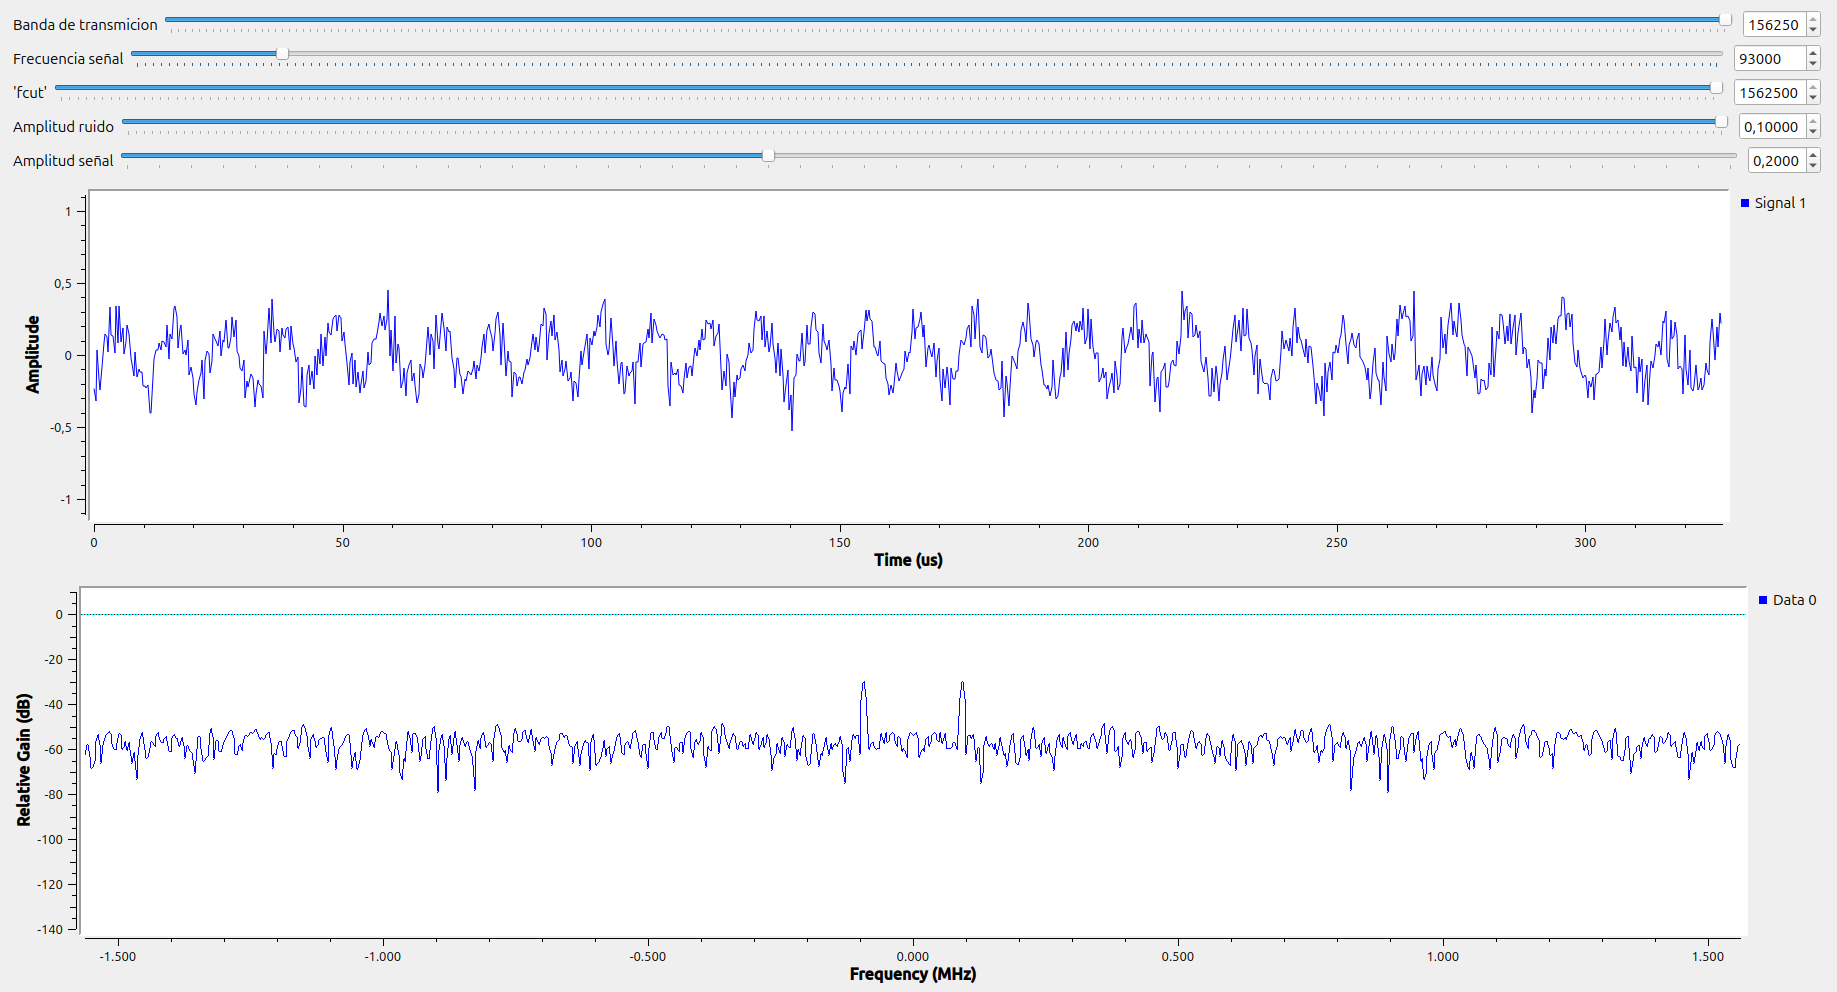 Banda de transmicion 156250
Frecuencia señal 93000
'fcut' 1562500
Amplitud ruido 0,10000
Amplitud señal 0,2000
Signal 1
Amplitude
1
0,5
0
-0,5
-1
0 50 100 150 200 250 300
Time (us)
Data 0
Relative Gain (dB)
0
-20
-40
-60
-80
-100
-120
-140
-1.500 -1.000 -0.500 0.000 0.500 1.000 1.500
Frequency (MHz)